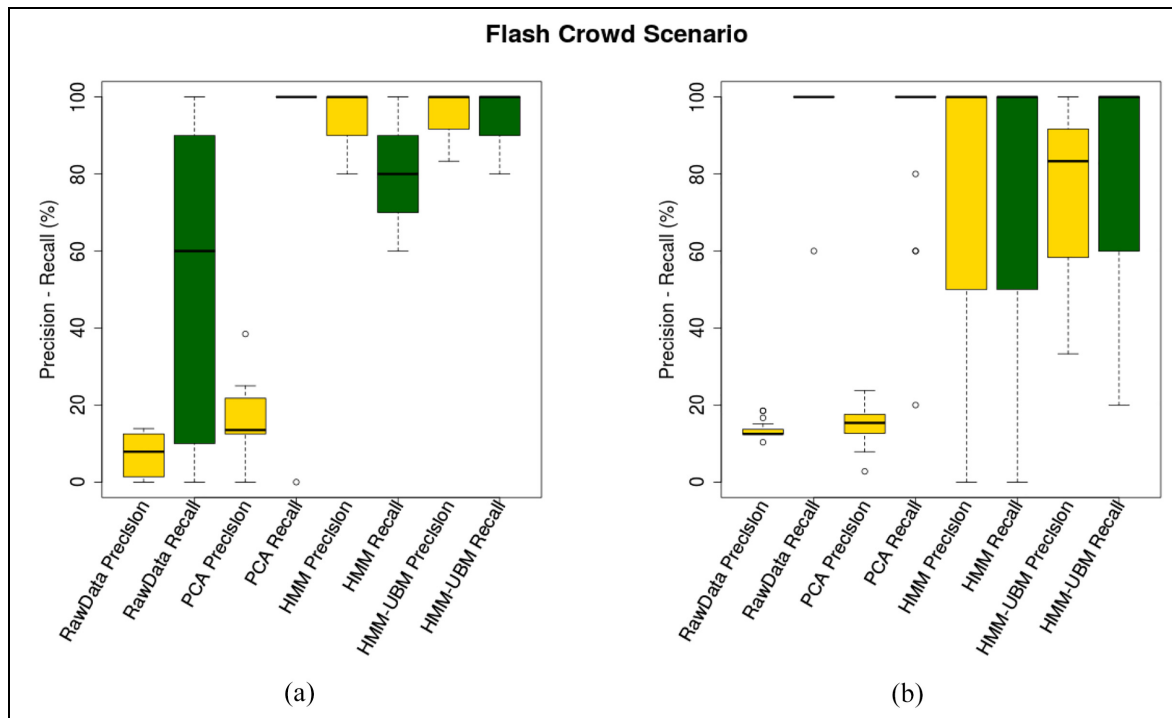 Flash Crowd Scenario
Precision - Recall (%)
100
80
60
40
20
0
RawData Precision
RawData Recall
PCA Precision
PCA Recall
HMM Precision
HMM Recall
HMM-UBM Precision
HMM-UBM Recall
(a)
Precision - Recall (%)
100
80
60
40
20
0
RawData Precision
RawData Recall
PCA Precision
PCA Recall
HMM Precision
HMM Recall
HMM-UBM Precision
HMM-UBM Recall
(b)